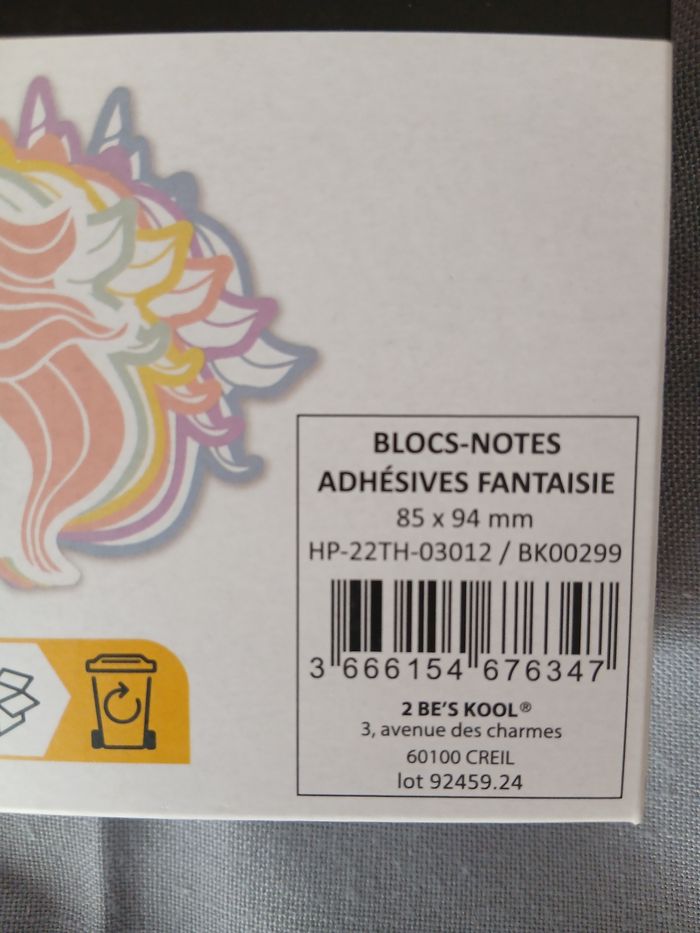 BLOCS-NOTES
ADHÉSIVES FANTAISIE
85 x 94 mm
HP-22TH-03012 / BK00299
3 666154 676347
2 BE'S KOOL®
3, avenue des charmes
60100 CREIL
lot 92459.24